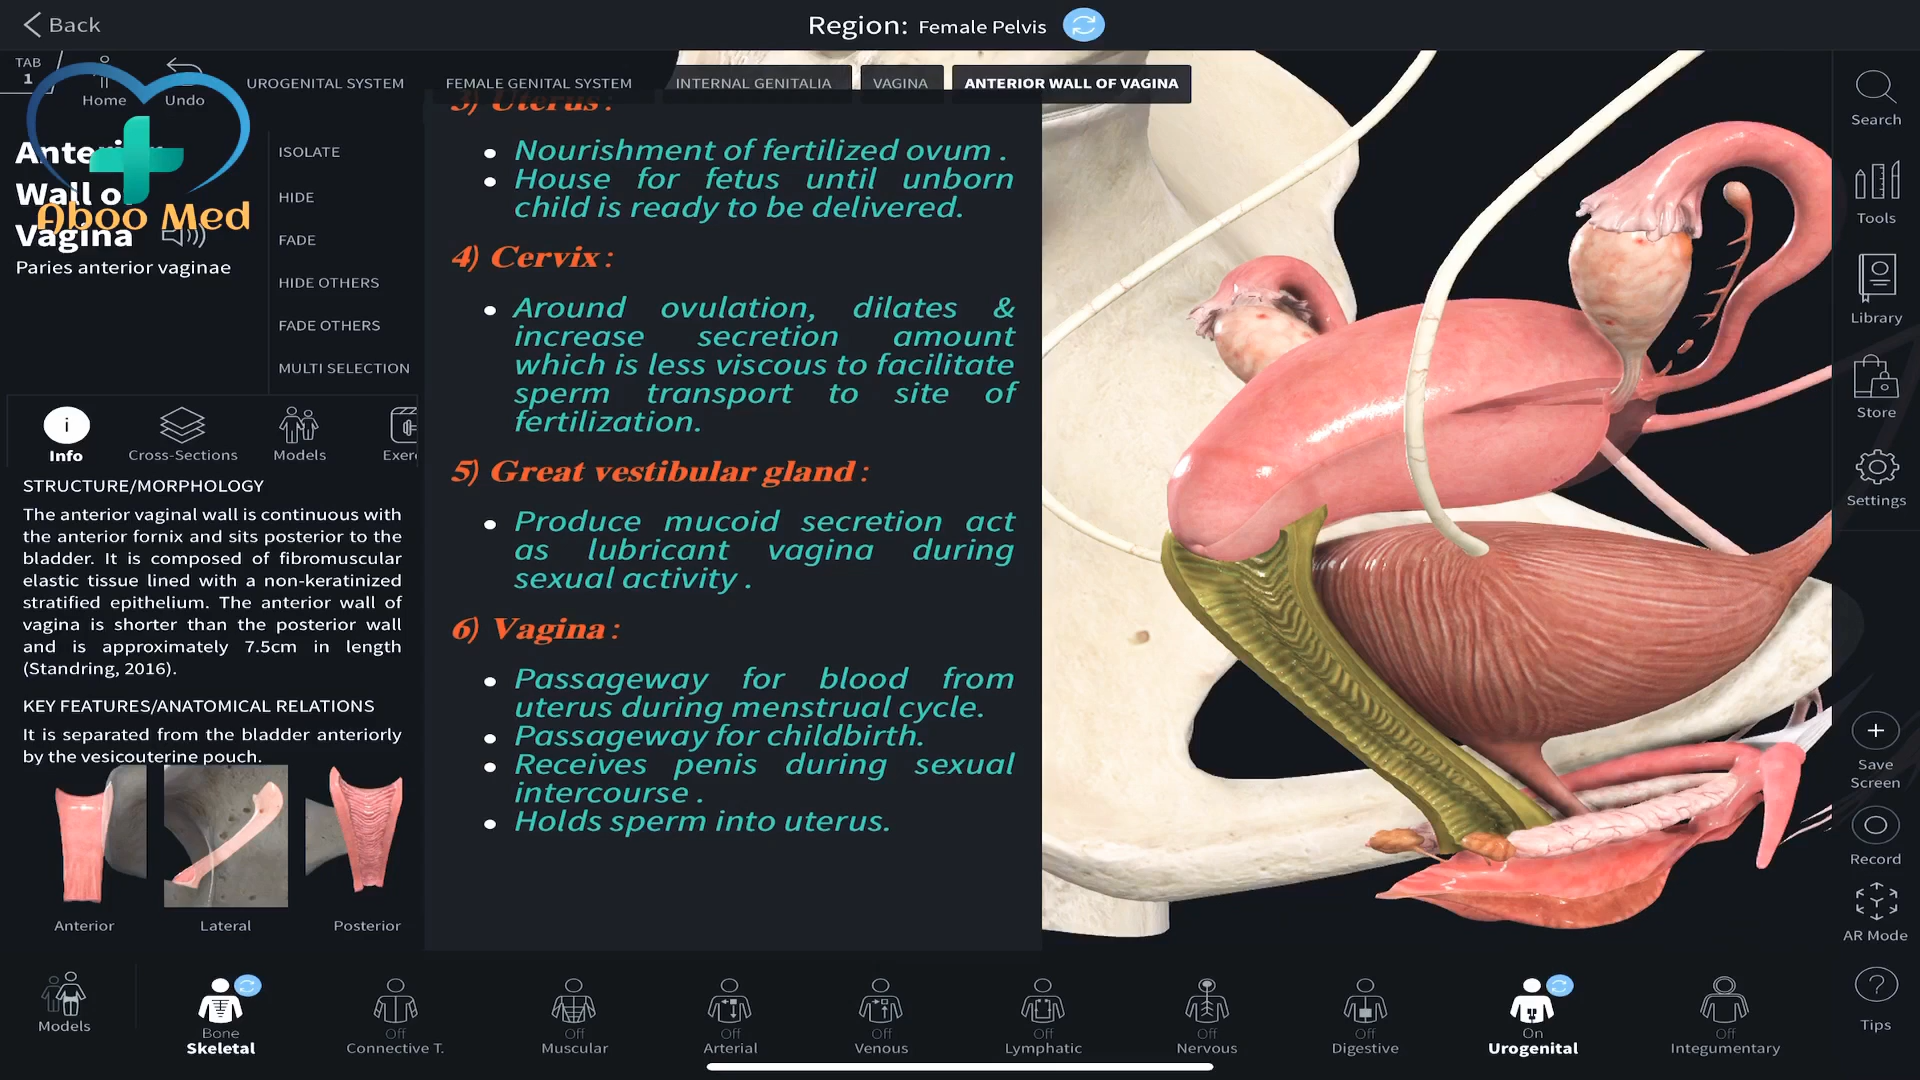 Back
Region: Female Pelvis
TAB
1
Home
Undo
UROGENITAL SYSTEM
FEMALE GENITAL SYSTEM
INTERNAL GENITALIA
VAGINA
ANTERIOR WALL OF VAGINA
Wall of
Vagina
Aboo Med
Paries anterior vaginae
ISOLATE
HIDE
FADE
HIDE OTHERS
FADE OTHERS
MULTI SELECTION
Info
Cross-Sections
Models
STRUCTURE/MORPHOLOGY
The anterior vaginal wall is continuous with
the anterior fornix and sits posterior to the
bladder. It is composed of fibromuscular
elastic tissue lined with a non-keratinized
stratified epithelium. The anterior wall of
vagina is shorter than the posterior wall
and is approximately 7.5cm in length
(Standring, 2016).
KEY FEATURES/ANATOMICAL RELATIONS
It is separated from the bladder anteriorly
by the vesicouterine pouch.
Anterior
Lateral
Posterior
3) Uterus :
Nourishment of fertilized ovum .
House for fetus until unborn
child is ready to be delivered.
4) Cervix :
Around ovulation, dilates &
increase secretion amount
which is less viscous to facilitate
sperm transport to site of
fertilization.
5) Great vestibular gland :
Produce mucoid secretion act
as lubricant vagina during
sexual activity .
6) Vagina :
Passageway for blood from
uterus during menstrual cycle.
Passageway for childbirth.
Receives penis during sexual
intercourse .
Holds sperm into uterus.
Search
Tools
Library
Store
Settings
Save
Screen
Record
AR Mode
Tips
Models
Bone
Skeletal
Off
Connective T.
Off
Muscular
Off
Arterial
Off
Venous
Off
Lymphatic
Off
Nervous
Off
Digestive
On
Urogenital
Off
Integumentary